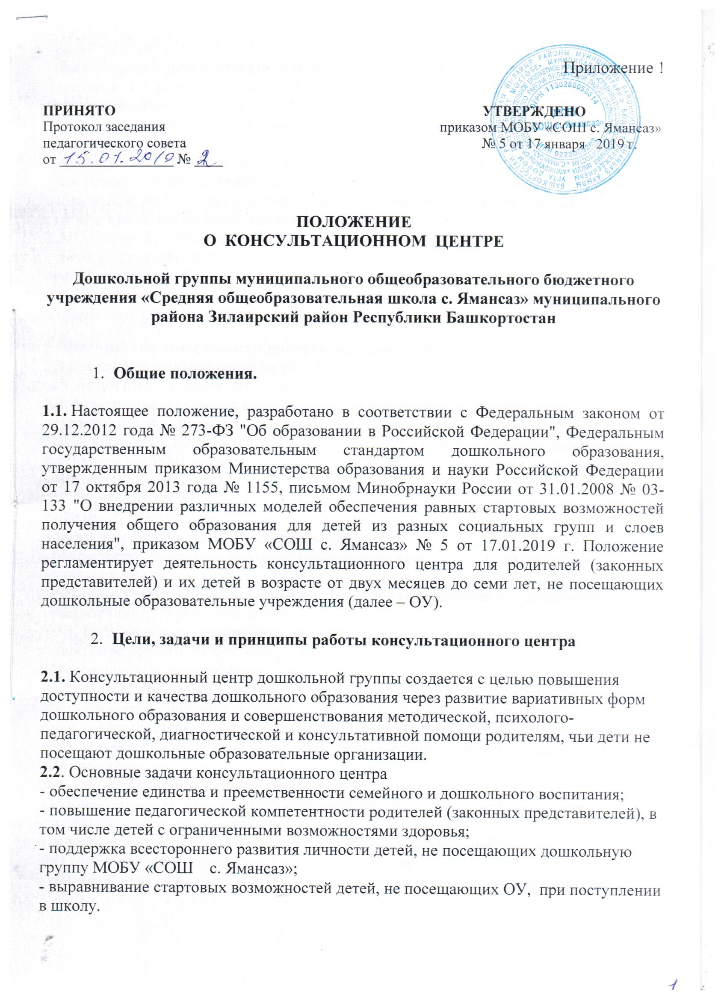 Приложение 1
ПРИНЯТО
Протокол заседания
педагогического совета
от 15.01.2019 № 2
УТВЕРЖДЕНО
приказом МОБУ «СОШ с. Ямансаз»
№ 5 от 17 января 2019 г.
ОГРН 1130280058314
«СОШ с. Ямансаз»
ИНН
ПОЛОЖЕНИЕ
О КОНСУЛЬТАЦИОННОМ ЦЕНТРЕ
Дошкольной группы муниципального общеобразовательного бюджетного
учреждения «Средняя общеобразовательная школа с. Ямансаз» муниципального
района Зилаирский район Республики Башкортостан
1. Общие положения.
1.1. Настоящее положение, разработано в соответствии с Федеральным законом от
29.12.2012 года № 273-ФЗ "Об образовании в Российской Федерации", Федеральным
государственным образовательным стандартом дошкольного образования,
утвержденным приказом Министерства образования и науки Российской Федерации
от 17 октября 2013 года № 1155, письмом Минобрнауки России от 31.01.2008 № 03-
133 "О внедрении различных моделей обеспечения равных стартовых возможностей
получения общего образования для детей из разных социальных групп и слоев
населения", приказом МОБУ «СОШ с. Ямансаз» № 5 от 17.01.2019 г. Положение
регламентирует деятельность консультационного центра для родителей (законных
представителей) и их детей в возрасте от двух месяцев до семи лет, не посещающих
дошкольные образовательные учреждения (далее – ОУ).
2. Цели, задачи и принципы работы консультационного центра
2.1. Консультационный центр дошкольной группы создается с целью повышения
доступности и качества дошкольного образования через развитие вариативных форм
дошкольного образования и совершенствования методической, психолого-
педагогической, диагностической и консультативной помощи родителям, чьи дети не
посещают дошкольные образовательные организации.
2.2. Основные задачи консультационного центра
- обеспечение единства и преемственности семейного и дошкольного воспитания;
- повышение педагогической компетентности родителей (законных представителей), в
том числе детей с ограниченными возможностями здоровья;
- поддержка всестороннего развития личности детей, не посещающих дошкольную
группу МОБУ «СОШ с. Ямансаз»;
- выравнивание стартовых возможностей детей, не посещающих ОУ, при поступлении
в школу.
1